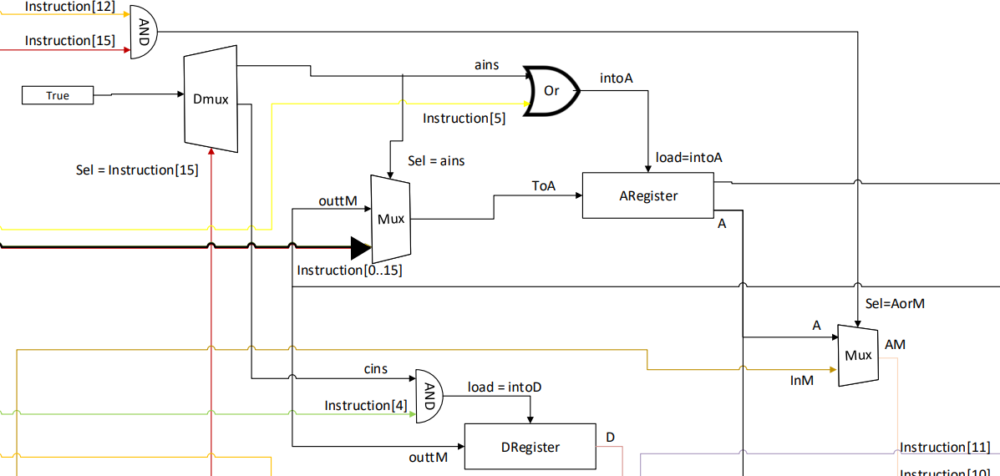 Instruction[12]
AND
Instruction[15]
ains
intoA
Or
True
Dmux
Instruction[5]
Sel = ains
load=intoA
Sel = Instruction[15]
ToA
ARegister
outtM
Mux
A
Instruction[0..15]
Sel=AorM
A
AM
Mux
cins
InM
load = intoD
AND
Instruction[4]
D
DRegister
Instruction[11]
outtM
Instruction[10]